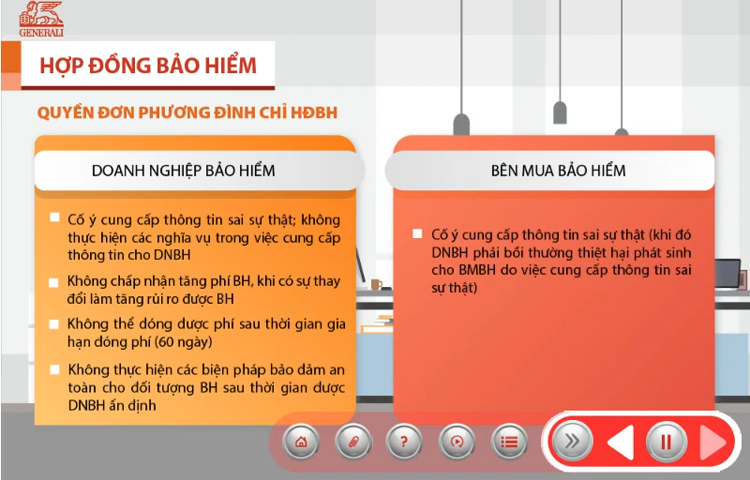 GENERALI
HỢP ĐỒNG BẢO HIỂM
QUYỀN ĐƠN PHƯƠNG ĐÌNH CHỈ HĐBH
DOANH NGHIỆP BẢO HIỂM
Cố ý cung cấp thông tin sai sự thật; không
thực hiện các nghĩa vụ trong việc cung cấp
thông tin cho DNBH
Không chấp nhận tăng phí BH, khi có sự thay
đổi làm tăng rủi ro được BH
Không thể đóng được phí sau thời gian gia
hạn đóng phí (60 ngày)
Không thực hiện các biện pháp bảo đảm an
toàn cho đối tượng BH sau thời gian được
DNBH ấn định
BÊN MUA BẢO HIỂM
Cố ý cung cấp thông tin sai sự thật (khi đó
DNBH phải bồi thường thiệt hại phát sinh
cho BMBH do việc cung cấp thông tin sai
sự thật)
?